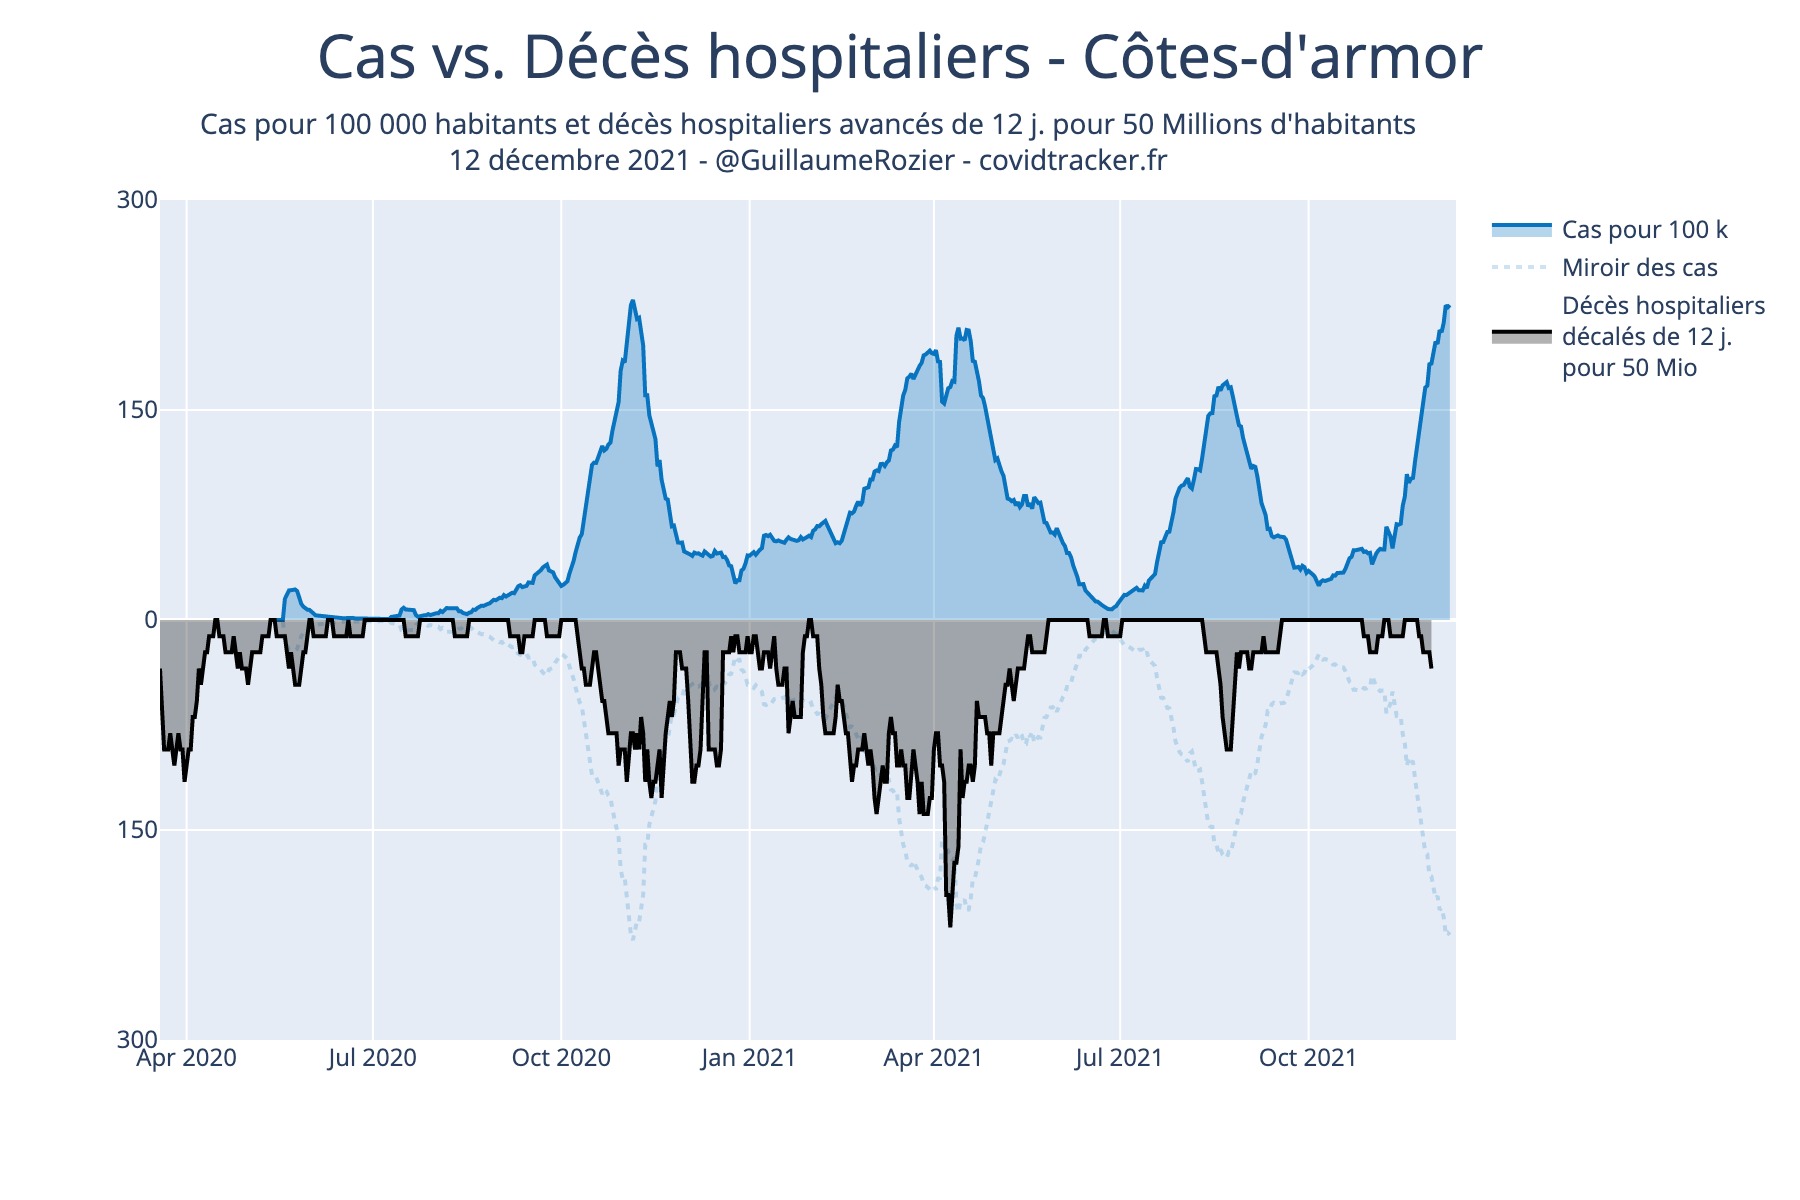 Cas vs. Décès hospitaliers - Côtes-d'armor
Cas pour 100 000 habitants et décès hospitaliers avancés de 12 j. pour 50 Millions d'habitants
12 décembre 2021 - @GuillaumeRozier - covidtracker.fr
300
150
0
150
300
Apr 2020
Jul 2020
Oct 2020
Jan 2021
Apr 2021
Jul 2021
Oct 2021
Cas pour 100 k
Miroir des cas
Décès hospitaliers
décalés de 12 j.
pour 50 Mio